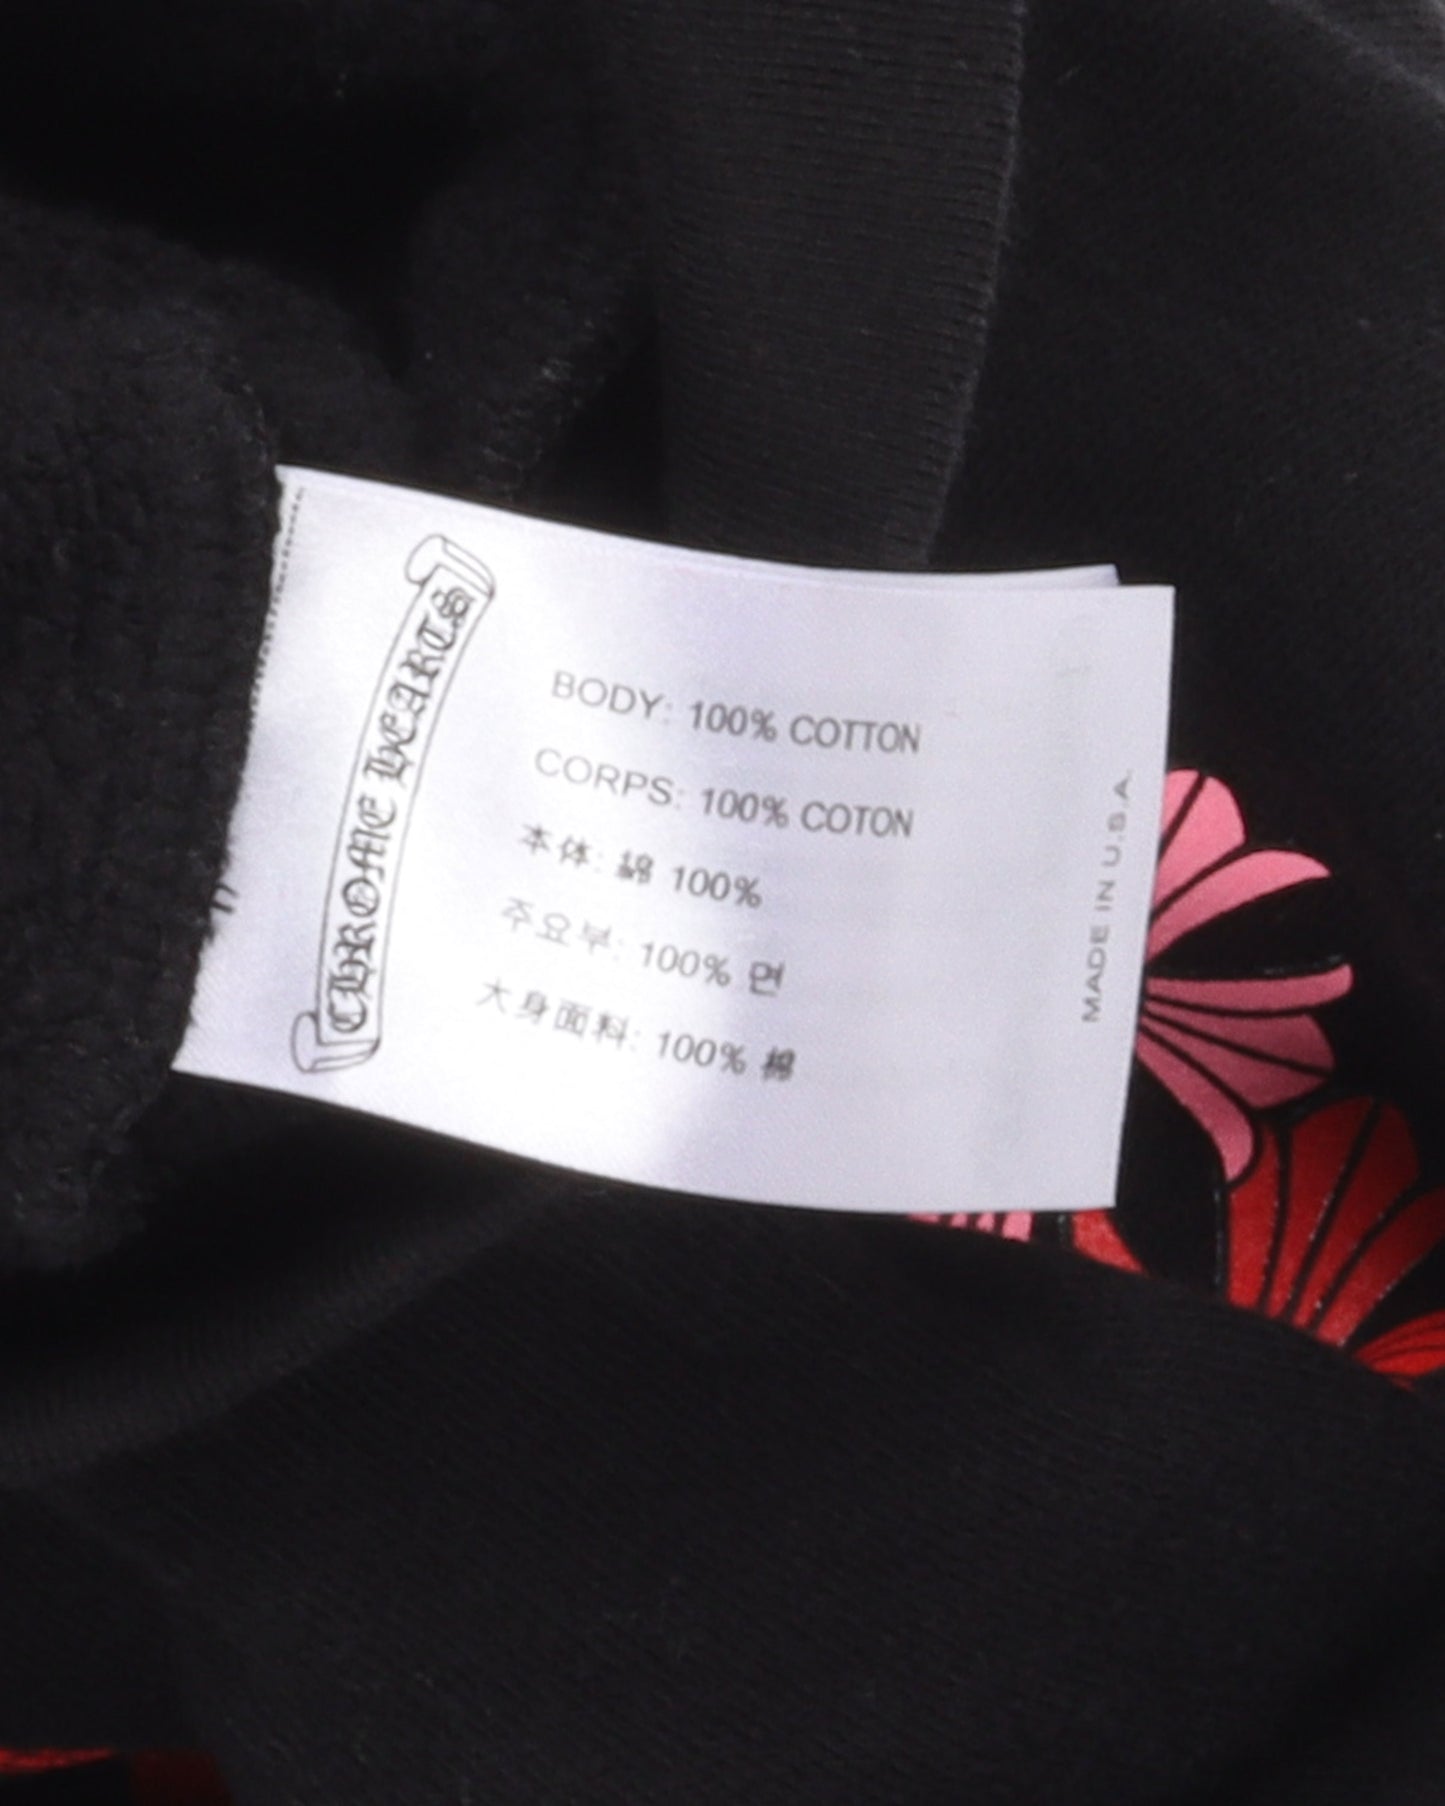 CHROME HEARTS
BODY: 100% COTTON
CORPS: 100% COTON
本体: 綿 100%
주요부: 100% 면
大身面料: 100% 棉
MADE IN U.S.A.